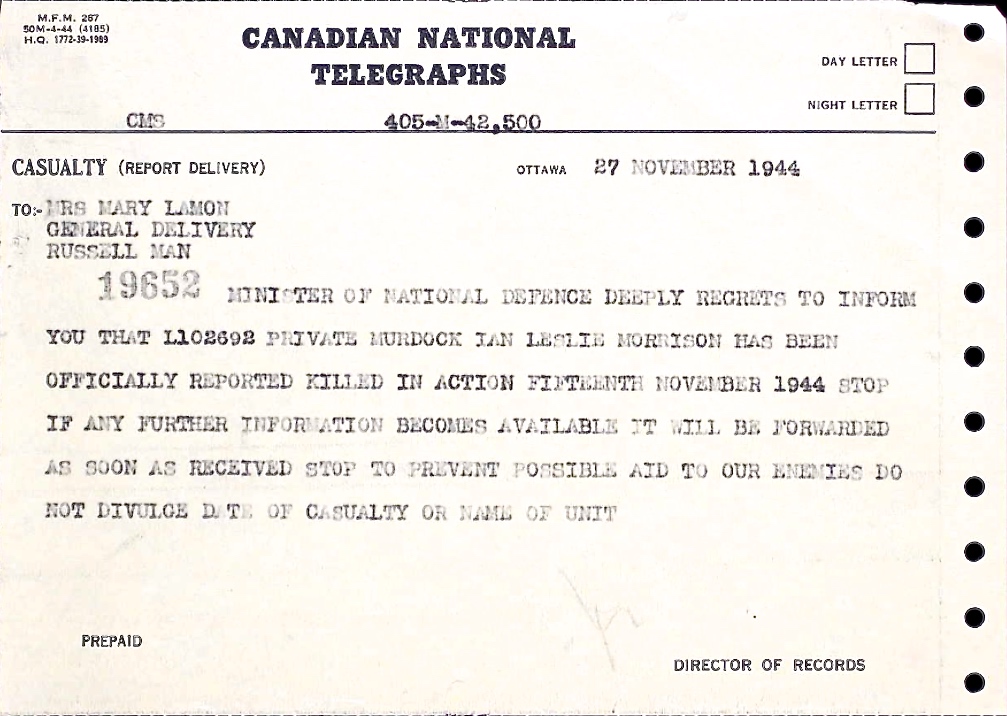 M.F.M. 267
50M-4-44 (4185)
H.Q. 1772-39-1989
CANADIAN NATIONAL
TELEGRAPHS
DAY LETTER
NIGHT LETTER
CMS 405-M-42,500
CASUALTY (REPORT DELIVERY) OTTAWA 27 NOVEMBER 1944
TO:- MRS MARY LAMON
GENERAL DELIVERY
RUSSELL MAN
19652 MINISTER OF NATIONAL DEFENCE DEEPLY REGRETS TO INFORM
YOU THAT L102692 PRIVATE MURDOCK IAN LESLIE MORRISON HAS BEEN
OFFICIALLY REPORTED KILLED IN ACTION FIFTEENTH NOVEMBER 1944 STOP
IF ANY FURTHER INFORMATION BECOMES AVAILABLE IT WILL BE FORWARDED
AS SOON AS RECEIVED STOP TO PREVENT POSSIBLE AID TO OUR ENEMIES DO
NOT DIVULGE DATE OF CASUALTY OR NAME OF UNIT
PREPAID
DIRECTOR OF RECORDS